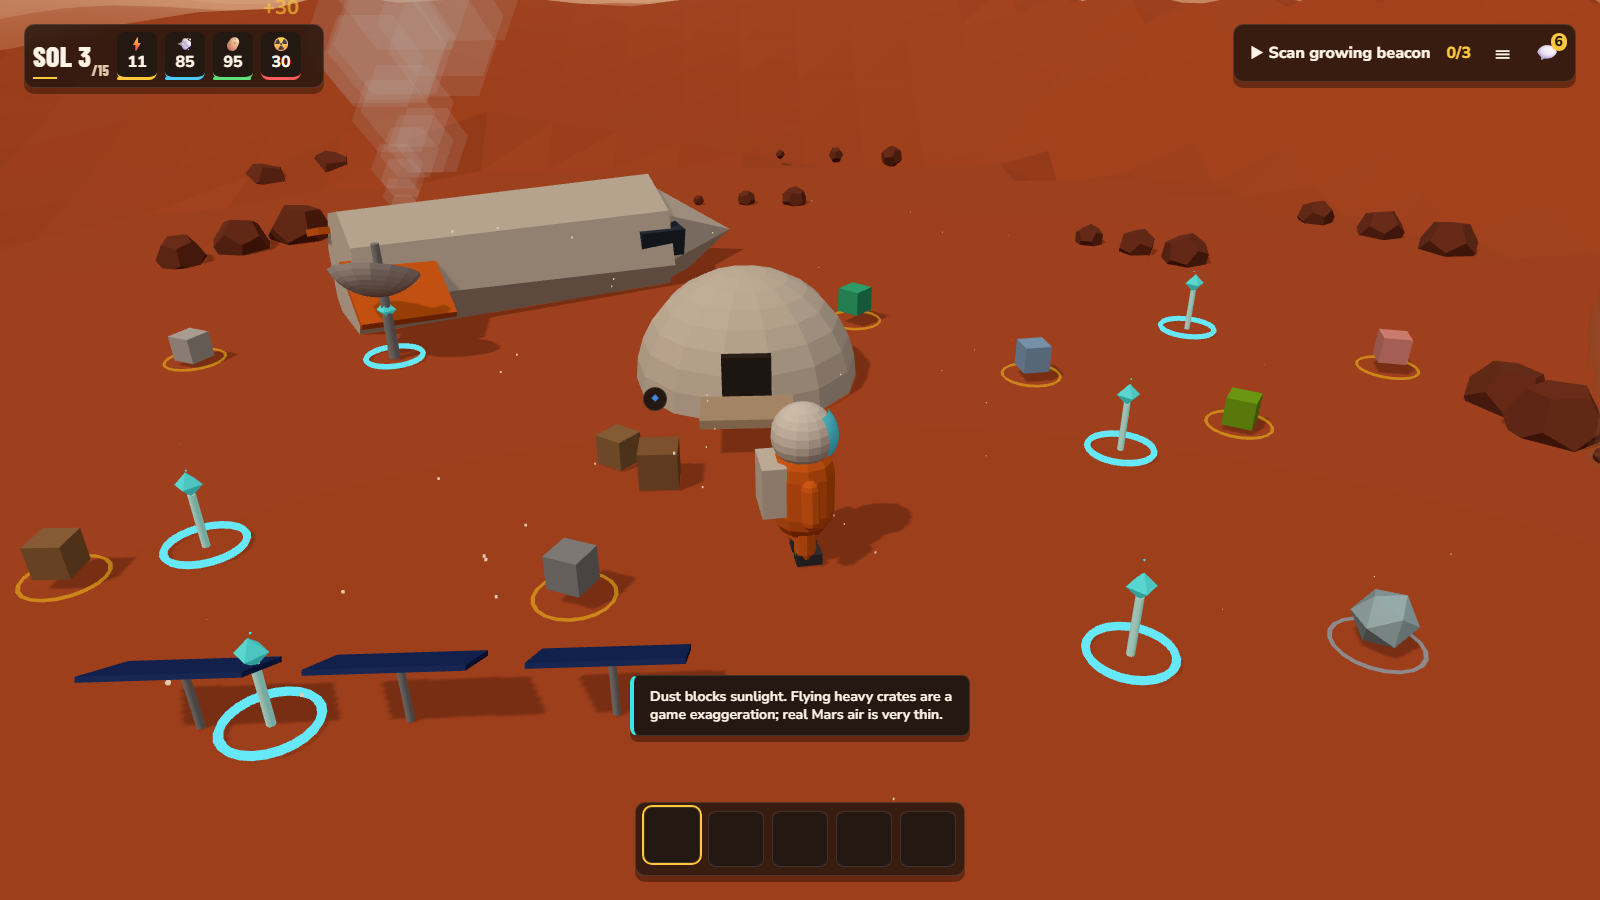 +30
SOL 3 /15
11 85 95 30
Scan growing beacon 0/3
6
Dust blocks sunlight. Flying heavy crates are a
game exaggeration; real Mars air is very thin.